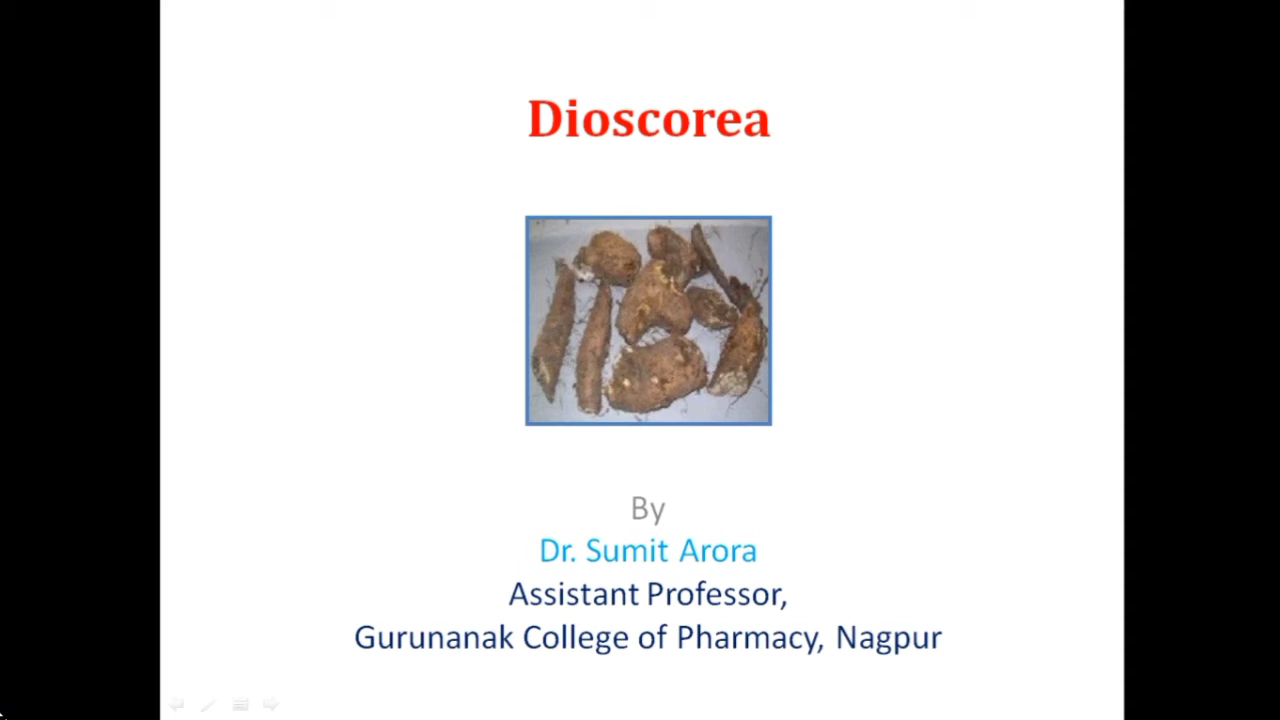 Dioscorea
By
Dr. Sumit Arora
Assistant Professor,
Gurunanak College of Pharmacy, Nagpur